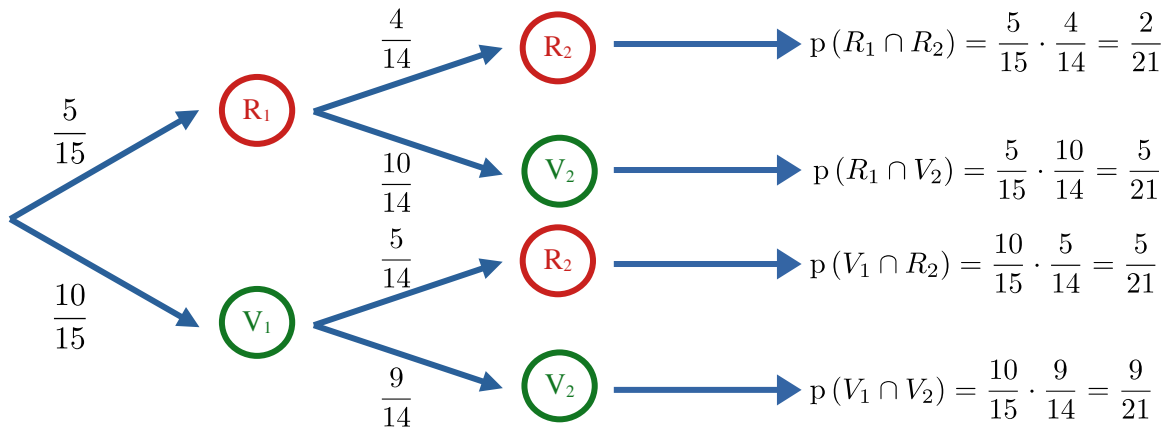 4/14 R₂ p (R₁ ∩ R₂) = 5/15 · 4/14 = 2/21
5/15 R₁
10/14 V₂ p (R₁ ∩ V₂) = 5/15 · 10/14 = 5/21
5/14 R₂ p (V₁ ∩ R₂) = 10/15 · 5/14 = 5/21
10/15 V₁
9/14 V₂ p (V₁ ∩ V₂) = 10/15 · 9/14 = 9/21